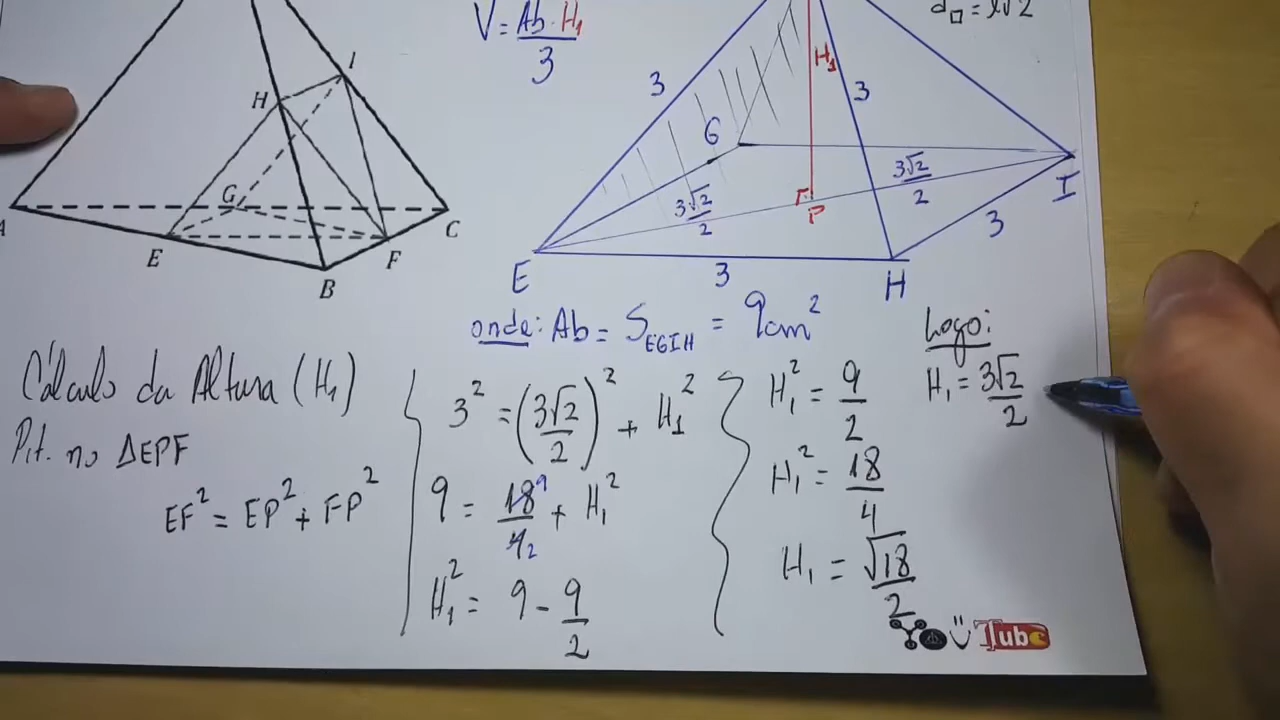 V = Ab · H₁ / 3
d□ = l√2
I
H
G
A
C
E
F
B
3
H₁
3
G
3√2/2
3√2/2
P
I
3
E
3
H
onde: Ab = S_EGIH = 9cm²
Cálculo da Altura (H₁)
Pit. no ΔEPF
EF² = EP² + FP²
3² = (3√2/2)² + H₁²
9 = 18/4 9/2 + H₁²
H₁² = 9 - 9/2
H₁² = 9/2
H₁² = 18/4
H₁ = √18/2
Logo:
H₁ = 3√2/2
Tube